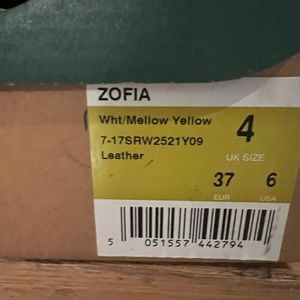 ZOFIA
Wht/Mellow Yellow
7-17SRW2521Y09
Leather
4
UK SIZE
37 6
EUR USA
5 051557 442794